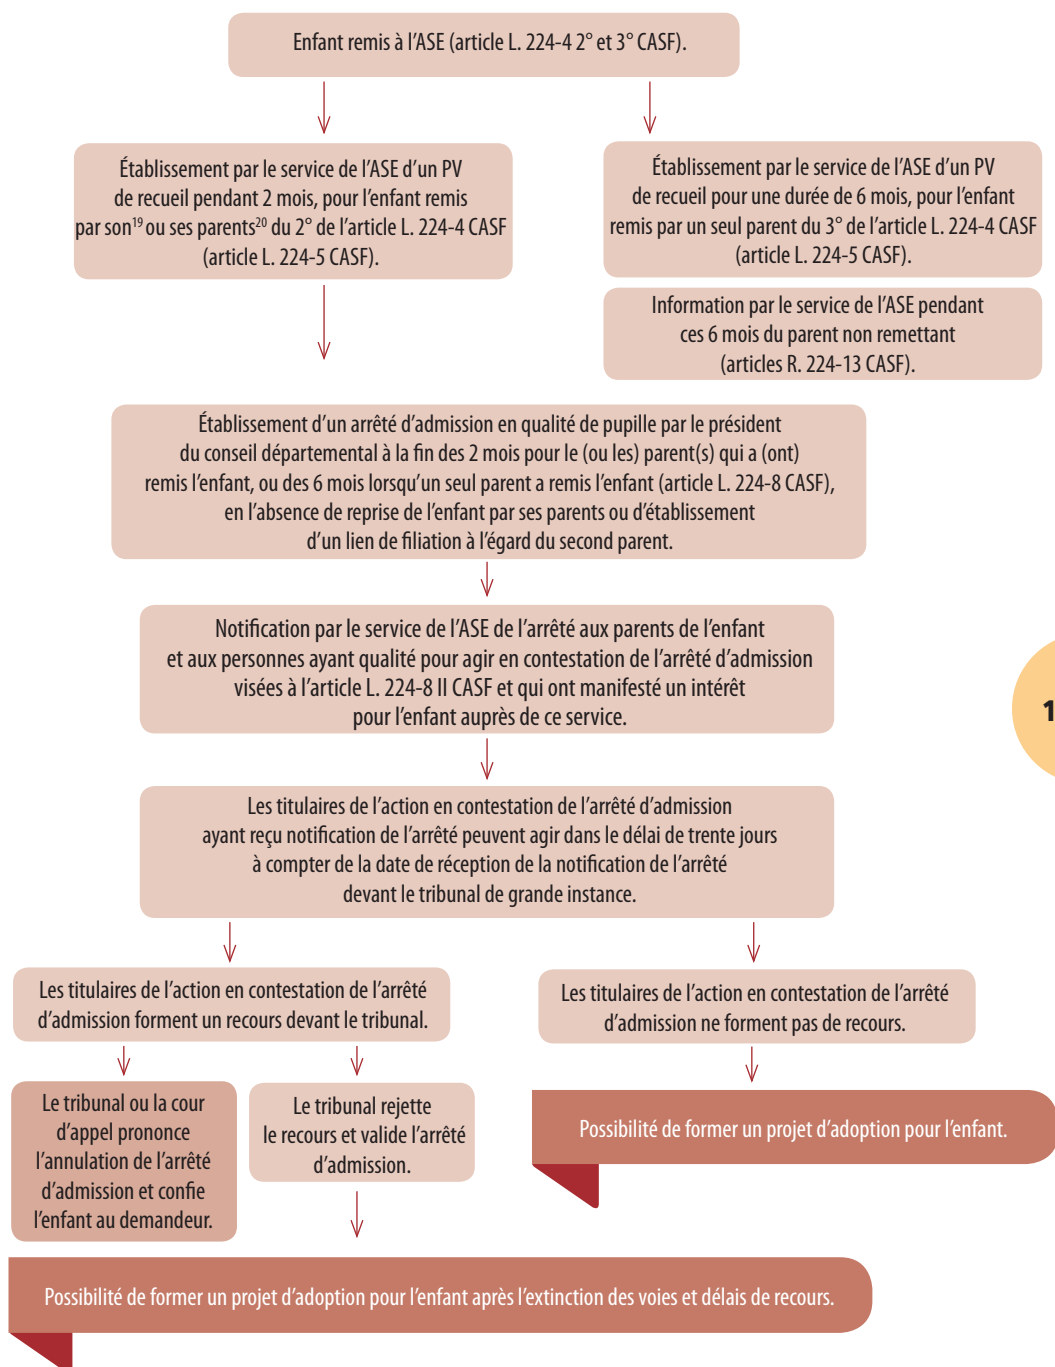 Enfant remis à l'ASE (article L. 224-4 2° et 3° CASF).
Établissement par le service de l'ASE d'un PV
de recueil pendant 2 mois, pour l'enfant remis
par son19 ou ses parents20 du 2° de l'article L. 224-4 CASF
(article L. 224-5 CASF).
Établissement par le service de l'ASE d'un PV
de recueil pour une durée de 6 mois, pour l'enfant
remis par un seul parent du 3° de l'article L. 224-4 CASF
(article L. 224-5 CASF).
Information par le service de l'ASE pendant
ces 6 mois du parent non remettant
(articles R. 224-13 CASF).
Établissement d'un arrêté d'admission en qualité de pupille par le président
du conseil départemental à la fin des 2 mois pour le (ou les) parent(s) qui a (ont)
remis l'enfant, ou des 6 mois lorsqu'un seul parent a remis l'enfant (article L. 224-8 CASF),
en l'absence de reprise de l'enfant par ses parents ou d'établissement
d'un lien de filiation à l'égard du second parent.
Notification par le service de l'ASE de l'arrêté aux parents de l'enfant
et aux personnes ayant qualité pour agir en contestation de l'arrêté d'admission
visées à l'article L. 224-8 II CASF et qui ont manifesté un intérêt
pour l'enfant auprès de ce service.
1
Les titulaires de l'action en contestation de l'arrêté d'admission
ayant reçu notification de l'arrêté peuvent agir dans le délai de trente jours
à compter de la date de réception de la notification de l'arrêté
devant le tribunal de grande instance.
Les titulaires de l'action en contestation de l'arrêté
d'admission forment un recours devant le tribunal.
Les titulaires de l'action en contestation de l'arrêté
d'admission ne forment pas de recours.
Le tribunal ou la cour
d'appel prononce
l'annulation de l'arrêté
d'admission et confie
l'enfant au demandeur.
Le tribunal rejette
le recours et valide l'arrêté
d'admission.
Possibilité de former un projet d'adoption pour l'enfant.
Possibilité de former un projet d'adoption pour l'enfant après l'extinction des voies et délais de recours.